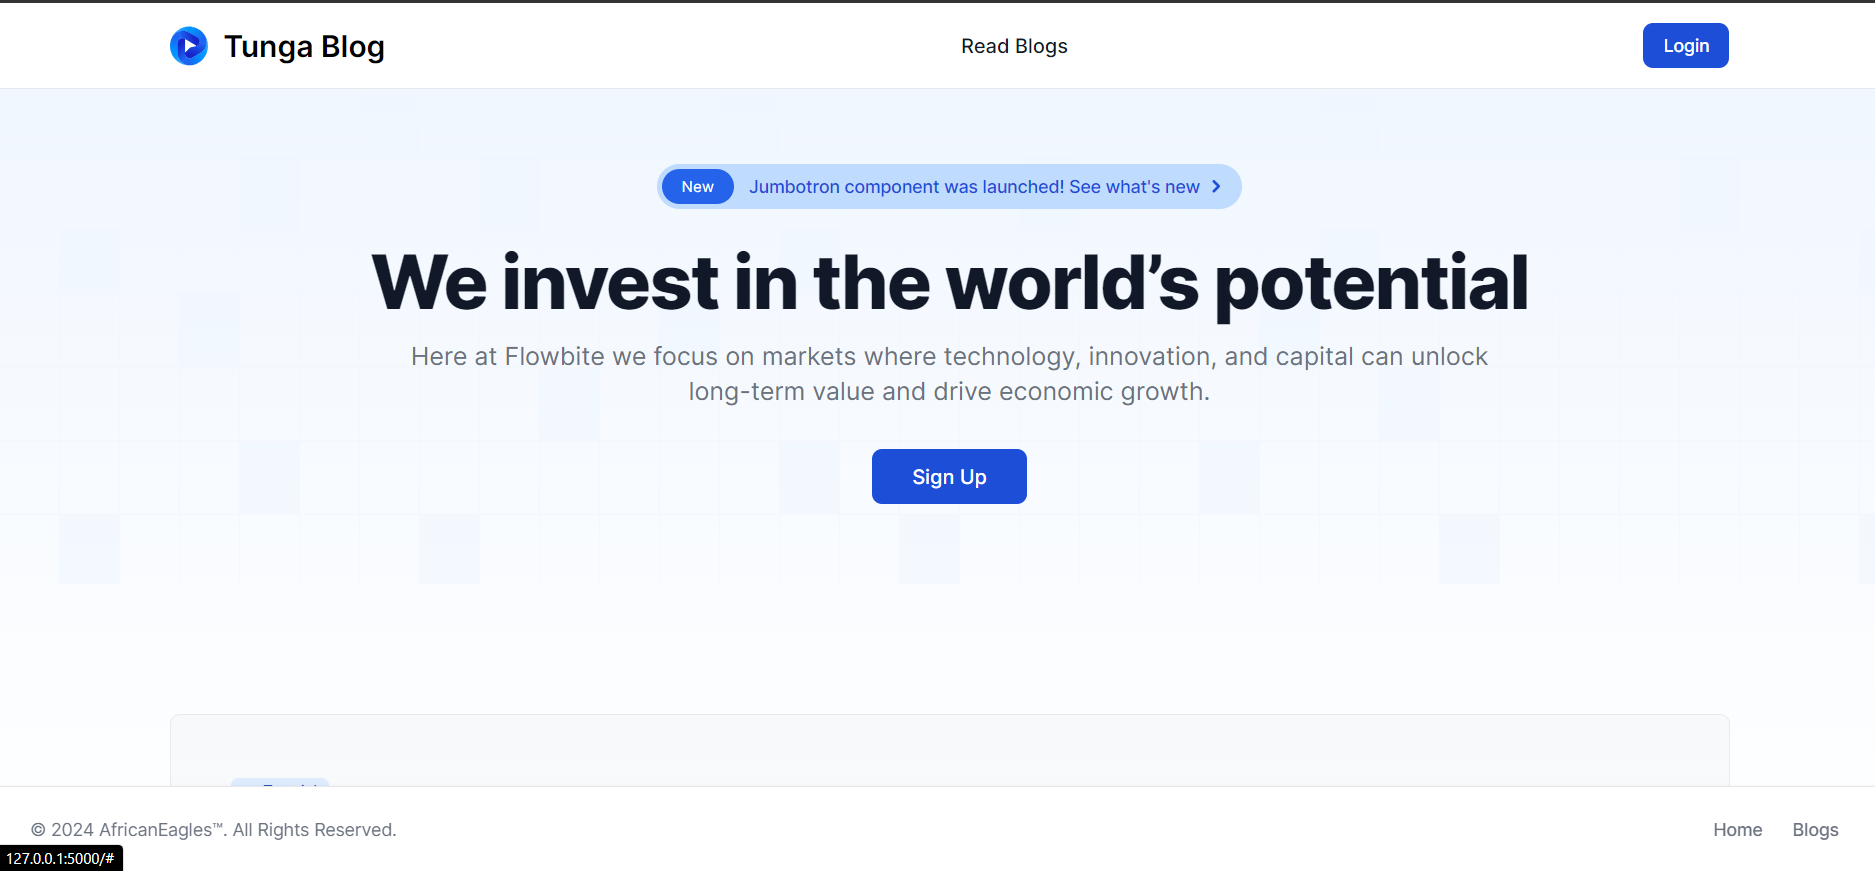 Tunga Blog
Read Blogs
Login
New
Jumbotron component was launched! See what's new
We invest in the world’s potential
Here at Flowbite we focus on markets where technology, innovation, and capital can unlock
long-term value and drive economic growth.
Sign Up
© 2024 AfricanEagles™. All Rights Reserved.
Home
Blogs
127.0.0.1:5000/#